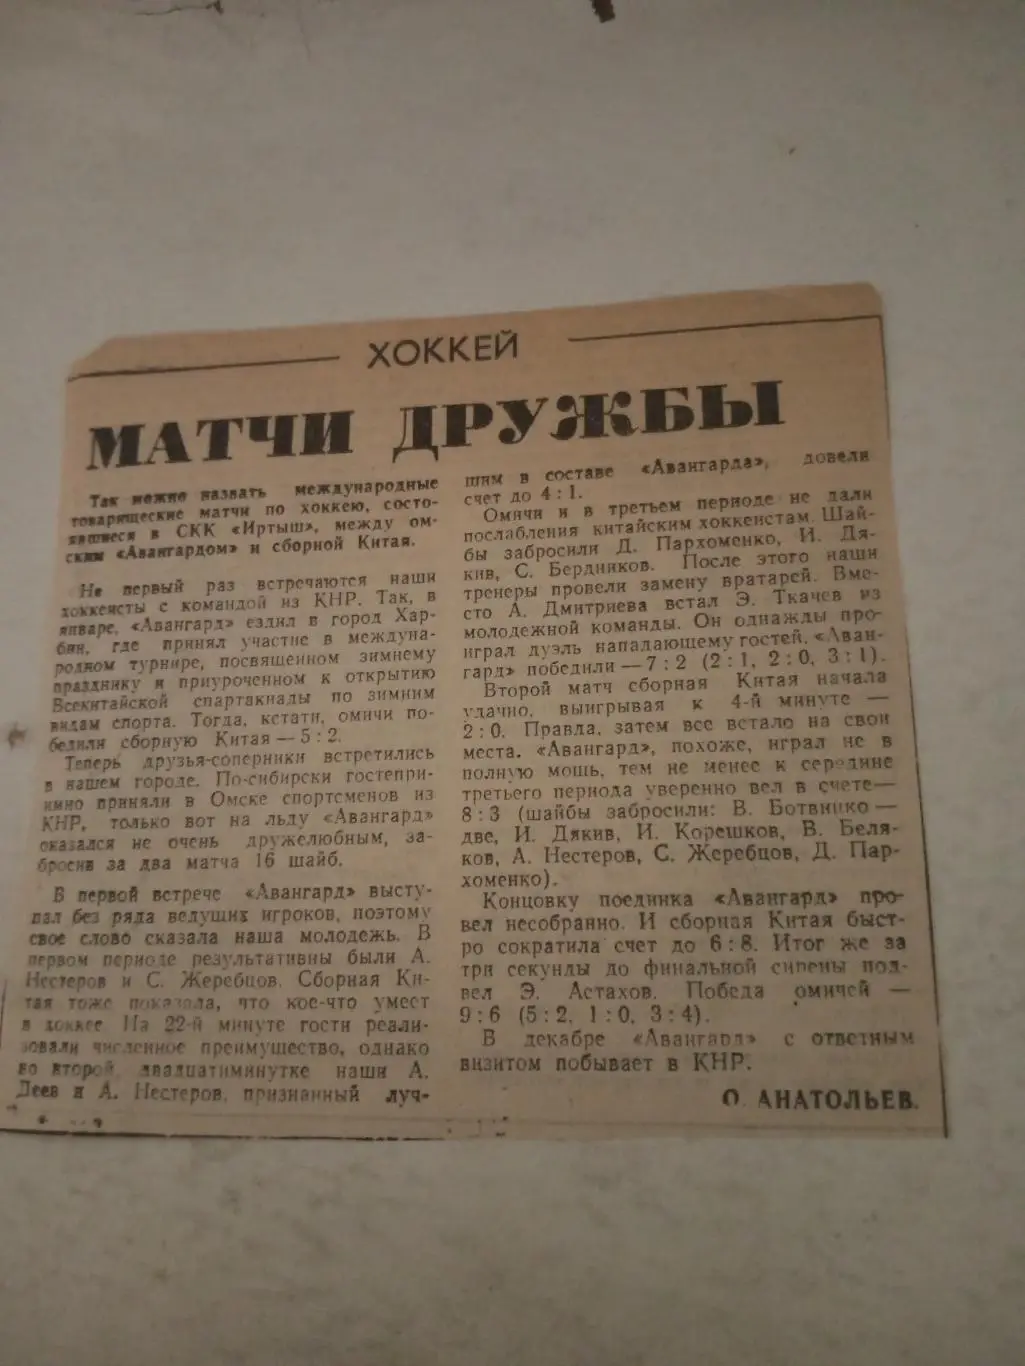 ХОККЕЙ
МАТЧИ ДРУЖБЫ
Так можно назвать международные
товарищеские матчи по хоккею, состо-
явшиеся в СКК «Иртыш», между ом-
ским «Авангардом» и сборной Китая.
Не первый раз встречаются наши
хоккеисты с командой из КНР. Так, в
январе, «Авангард» ездил в город Хар-
бин, где принял участие в междуна-
родном турнире, посвященном зимнему
празднику и приуроченном к открытию
Всекитайской спартакиады по зимним
видам спорта. Тогда, кстати, омичи по-
бедили сборную Китая — 5 : 2.
Теперь друзья-соперники встретились
в нашем городе. По-сибирски гостепри-
имно приняли в Омске спортсменов из
КНР, только вот на льду «Авангард»
оказался не очень дружелюбным, за-
бросив за два матча 16 шайб.
В первой встрече «Авангард» высту-
пал без ряда ведущих игроков, поэтому
свое слово сказала наша молодежь. В
первом периоде результативны были А.
Нестеров и С. Жеребцов. Сборная Ки-
тая тоже показала, что кое-что умеет
в хоккее. На 22-й минуте гости реали-
зовали численное преимущество, однако
во второй двадцатиминутке наши А.
Деев и А. Нестеров, признанный луч-
шим в составе «Авангарда», довели
счет до 4 : 1.
Омичи и в третьем периоде не дали
послабления китайским хоккеистам. Шай-
бы забросили Д. Пархоменко, И. Дя-
кив, С. Бердников. После этого наши
тренеры провели замену вратарей. Вме-
сто А. Дмитриева встал Э. Ткачев из
молодежной команды. Он однажды про-
играл дуэль нападающему гостей. «Аван-
гард» победили — 7 : 2 (2 : 1, 2 : 0, 3 : 1).
Второй матч сборная Китая начала
удачно, выигрывая к 4-й минуте —
2 : 0. Правда, затем все встало на свои
места. «Авангард», похоже, играл не в
полную мощь, тем не менее к середине
третьего периода уверенно вел в счете—
8 : 3 (шайбы забросили: В. Ботвинко —
две, И. Дякив, И. Корешков, В. Беля-
ков, А. Нестеров, С. Жеребцов, Д. Пар-
хоменко).
Концовку поединка «Авангард» про-
вел несобранно. И сборная Китая быст-
ро сократила счет до 6 : 8. Итог же за
три секунды до финальной сирены под-
вел Э. Астахов. Победа омичей —
9 : 6 (5 : 2, 1 : 0, 3 : 4).
В декабре «Авангард» с ответным
визитом побывает в КНР.
О. АНАТОЛЬЕВ.